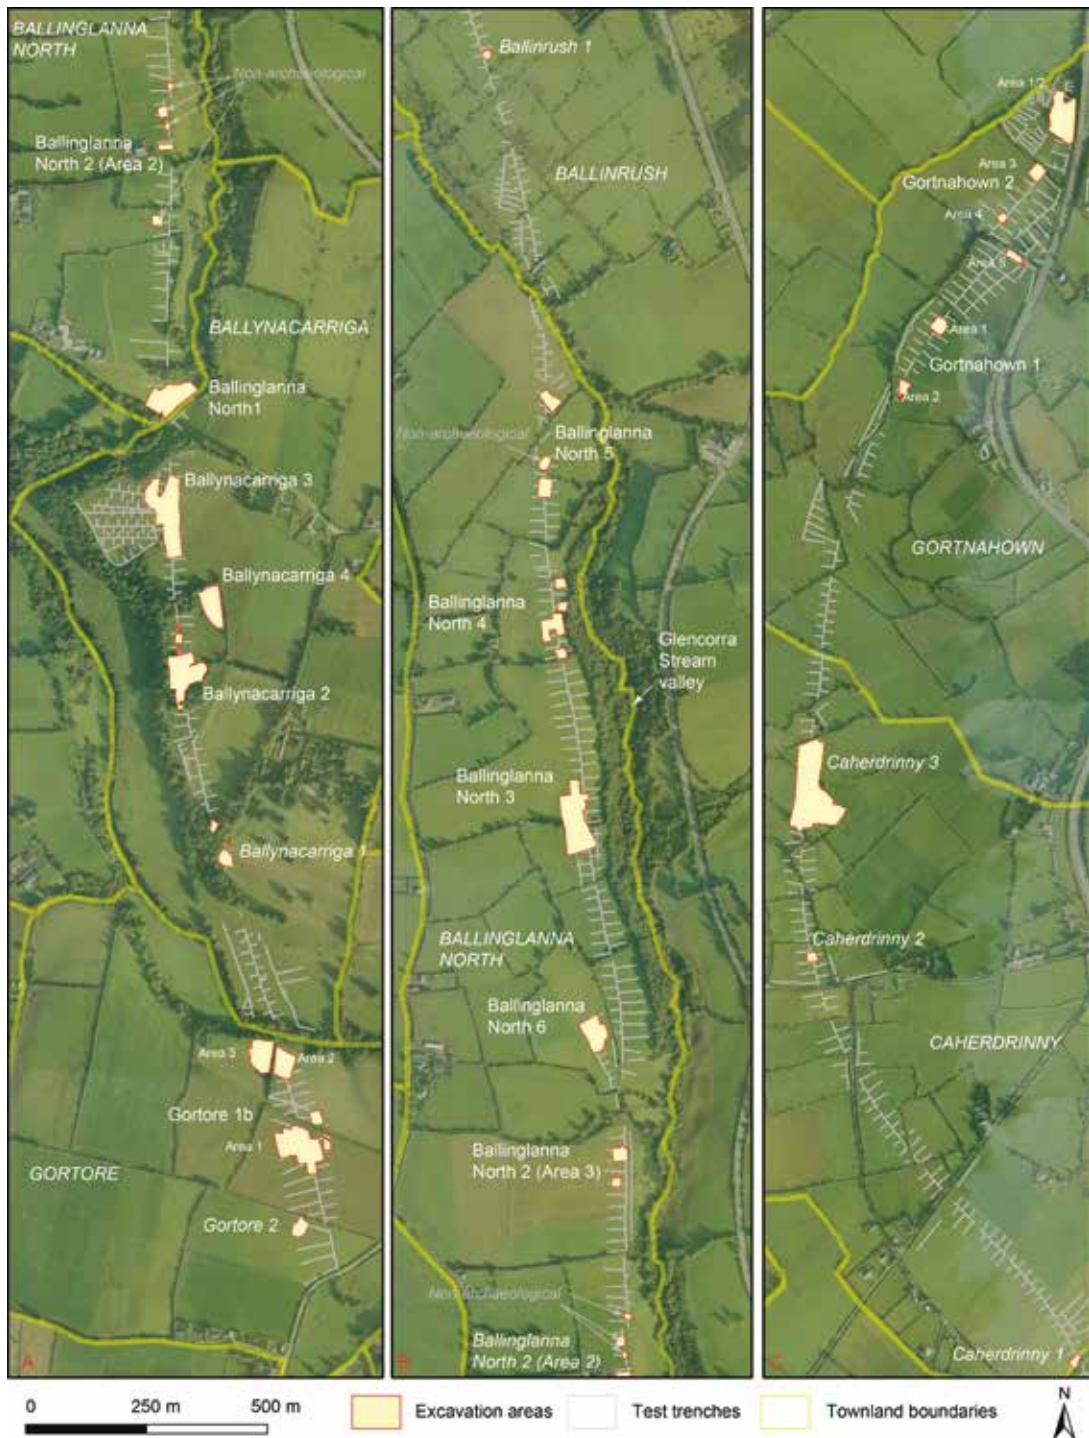 BALLINGLANNA
NORTH
Non-archaeological
Ballinglanna
North 2 (Area 2)
BALLYNACARRIGA
Ballinglanna
North1
Ballynacarriga 3
Ballynacarriga 4
Ballynacarriga 2
Ballynacarriga 1
Area 3
Area 2
Gortore 1b
Area 1
GORTORE
Gortore 2
A
Ballinrush 1
BALLINRUSH
Non-archaeological
Ballinglanna
North 5
Ballinglanna
North 4
Glencorra
Stream
valley
Ballinglanna
North 3
BALLINGLANNA
NORTH
Ballinglanna
North 6
Ballinglanna
North 2 (Area 3)
Non-archaeological
Ballinglanna
North 2 (Area 2)
B
Area 1/2
Area 3
Gortnahown 2
Area 4
Area 5
Area 1
Gortnahown 1
Area 2
GORTNAHOWN
Caherdrinny 3
Caherdrinny 2
CAHERDRINNY
Caherdrinny 1
C
0 250 m 500 m
Excavation areas
Test trenches
Townland boundaries
N